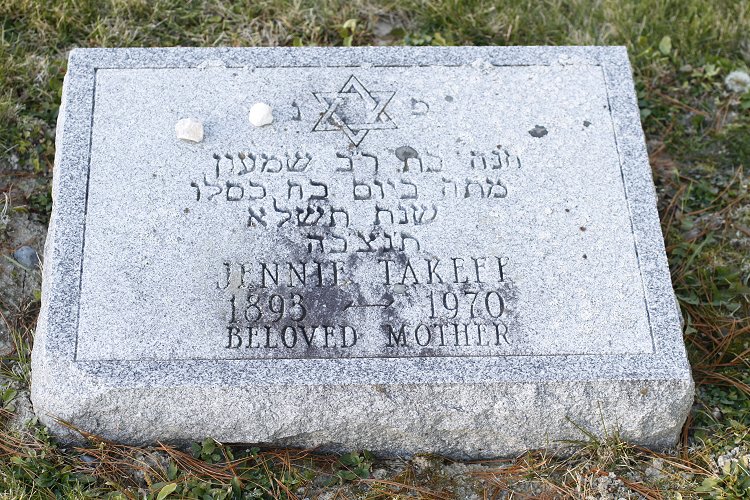 פ נ
חנה בת רב שמעון
מתה ביום כח כסלו
שנת תשלא
תנצבה
JENNIE TAKEFF
1893 — 1970
BELOVED MOTHER